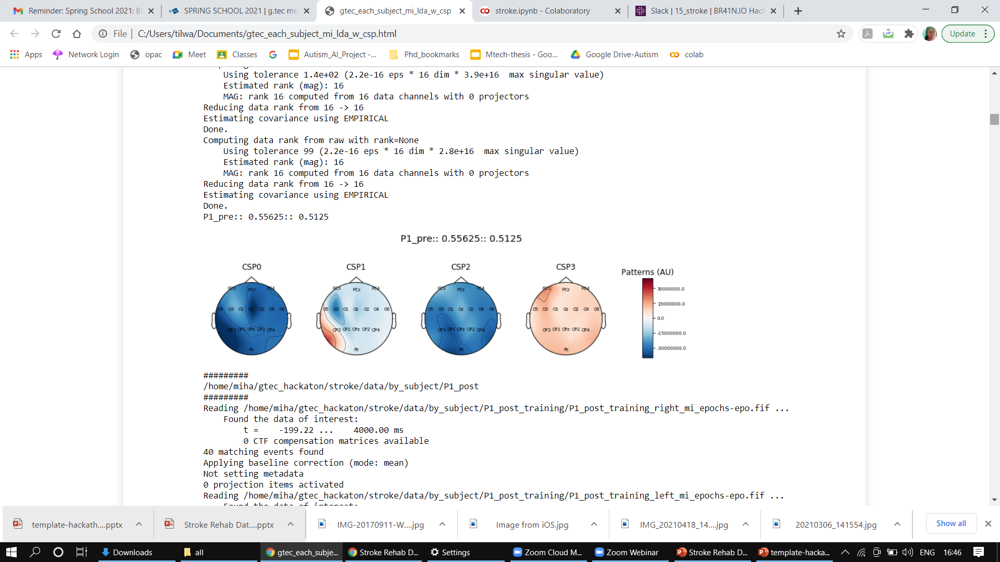 Reminder: Spring School 2021: B
SPRING SCHOOL 2021 | g.tec me
gtec_each_subject_mi_lda_w_csp
stroke.ipynb - Colaboratory
Slack | 15_stroke | BR41N.IO Hac
File
C:/Users/tilwa/Documents/gtec_each_subject_mi_lda_w_csp.html
Update
Apps
Network Login
opac
Meet
Classes
Autism_AI_Project -...
Phd_bookmarks
Mtech-thesis - Goo...
Google Drive-Autism
colab
Using tolerance 1.4e+02 (2.2e-16 eps * 16 dim * 3.9e+16  max singular value)
Estimated rank (mag): 16
MAG: rank 16 computed from 16 data channels with 0 projectors
Reducing data rank from 16 -> 16
Estimating covariance using EMPIRICAL
Done.
Computing data rank from raw with rank=None
Using tolerance 99 (2.2e-16 eps * 16 dim * 2.8e+16  max singular value)
Estimated rank (mag): 16
MAG: rank 16 computed from 16 data channels with 0 projectors
Reducing data rank from 16 -> 16
Estimating covariance using EMPIRICAL
Done.
P1_pre:: 0.55625:: 0.5125
P1_pre:: 0.55625:: 0.5125
CSP0
CSP1
CSP2
CSP3
Patterns (AU)
30000000.0
15000000.0
0.0
-15000000.0
-30000000.0
#########
/home/miha/gtec_hackaton/stroke/data/by_subject/P1_post
#########
Reading /home/miha/gtec_hackaton/stroke/data/by_subject/P1_post_training/P1_post_training_right_mi_epochs-epo.fif ...
Found the data of interest:
t =    -199.22 ...    4000.00 ms
0 CTF compensation matrices available
40 matching events found
Applying baseline correction (mode: mean)
Not setting metadata
0 projection items activated
Reading /home/miha/gtec_hackaton/stroke/data/by_subject/P1_post_training/P1_post_training_left_mi_epochs-epo.fif ...
Found the data of interest:
template-hackath....pptx
Stroke Rehab Dat....pptx
IMG-20170911-W....jpg
Image from iOS.jpg
IMG_20210418_14....jpg
20210306_141554.jpg
Show all
Downloads
all
gtec_each_subje...
Stroke Rehab D...
Settings
Zoom Cloud M...
Zoom Webinar
Stroke Rehab D...
template-hacka...
ENG
16:46